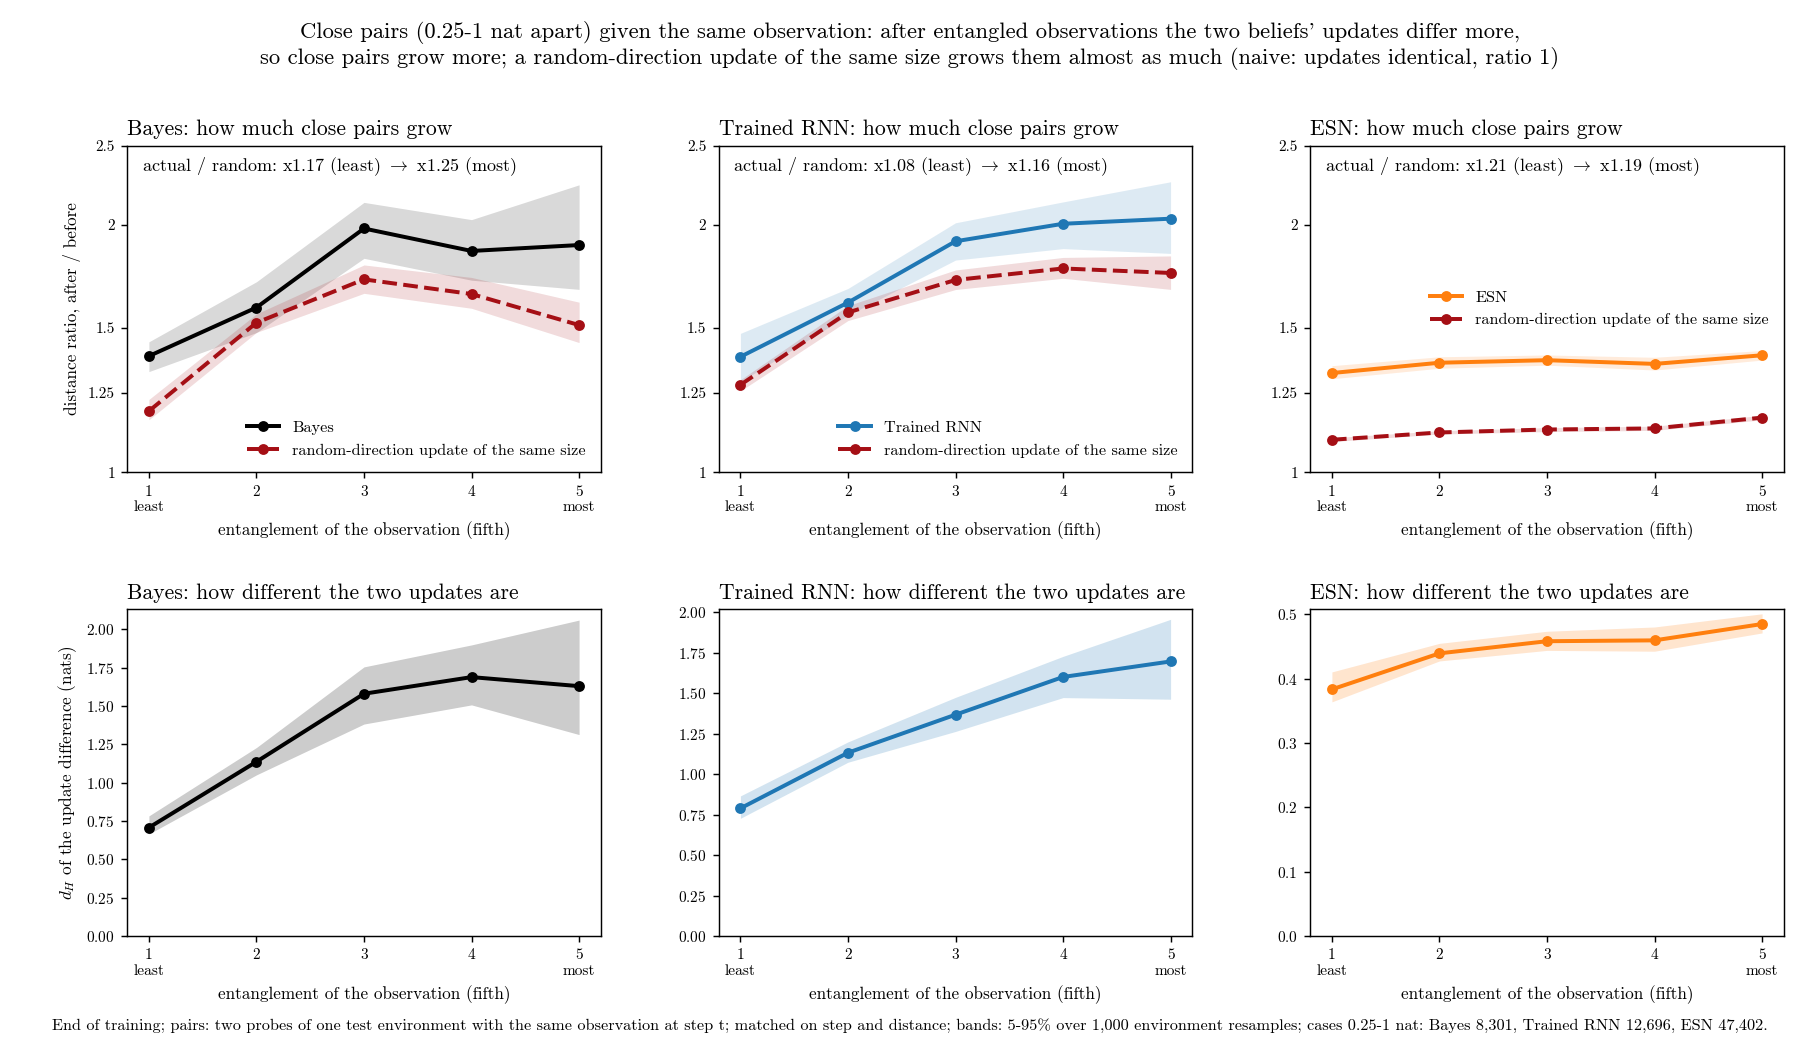 Close pairs (0.25-1 nat apart) given the same observation: after entangled observations the two beliefs' updates differ more,
so close pairs grow more; a random-direction update of the same size grows them almost as much (naive: updates identical, ratio 1)
Bayes: how much close pairs grow
actual / random: x1.17 (least) → x1.25 (most)
distance ratio, after / before
2.5
2
1.5
1.25
1
Bayes
random-direction update of the same size
1 2 3 4 5
least most
entanglement of the observation (fifth)
Trained RNN: how much close pairs grow
actual / random: x1.08 (least) → x1.16 (most)
2.5
2
1.5
1.25
1
Trained RNN
random-direction update of the same size
1 2 3 4 5
least most
entanglement of the observation (fifth)
ESN: how much close pairs grow
actual / random: x1.21 (least) → x1.19 (most)
2.5
2
1.5
1.25
1
ESN
random-direction update of the same size
1 2 3 4 5
least most
entanglement of the observation (fifth)
Bayes: how different the two updates are
d_H of the update difference (nats)
2.00
1.75
1.50
1.25
1.00
0.75
0.50
0.25
0.00
1 2 3 4 5
least most
entanglement of the observation (fifth)
Trained RNN: how different the two updates are
2.00
1.75
1.50
1.25
1.00
0.75
0.50
0.25
0.00
1 2 3 4 5
least most
entanglement of the observation (fifth)
ESN: how different the two updates are
0.5
0.4
0.3
0.2
0.1
0.0
1 2 3 4 5
least most
entanglement of the observation (fifth)
End of training; pairs: two probes of one test environment with the same observation at step t; matched on step and distance; bands: 5-95% over 1,000 environment resamples; cases 0.25-1 nat: Bayes 8,301, Trained RNN 12,696, ESN 47,402.